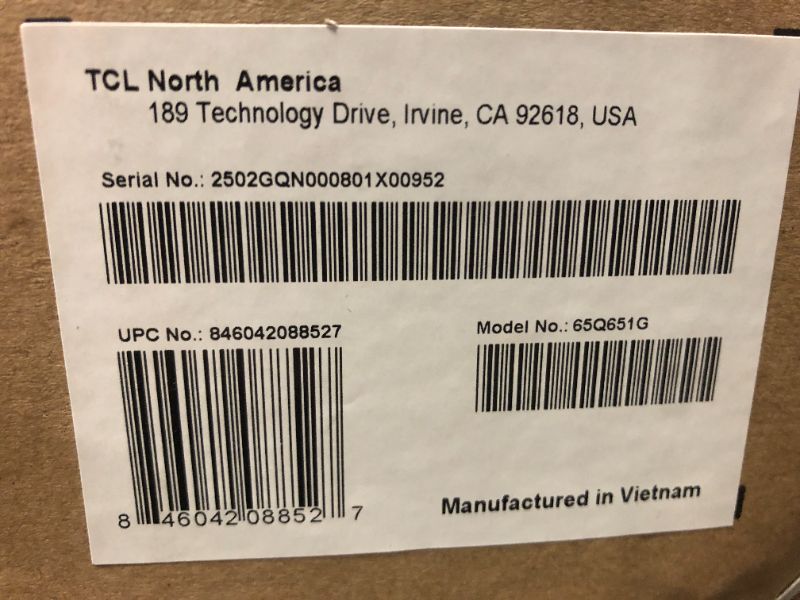 TCL North America
189 Technology Drive, Irvine, CA 92618, USA
Serial No.: 2502GQN000801X00952
UPC No.: 846042088527
Model No.: 65Q651G
8 46042 08852 7
Manufactured in Vietnam